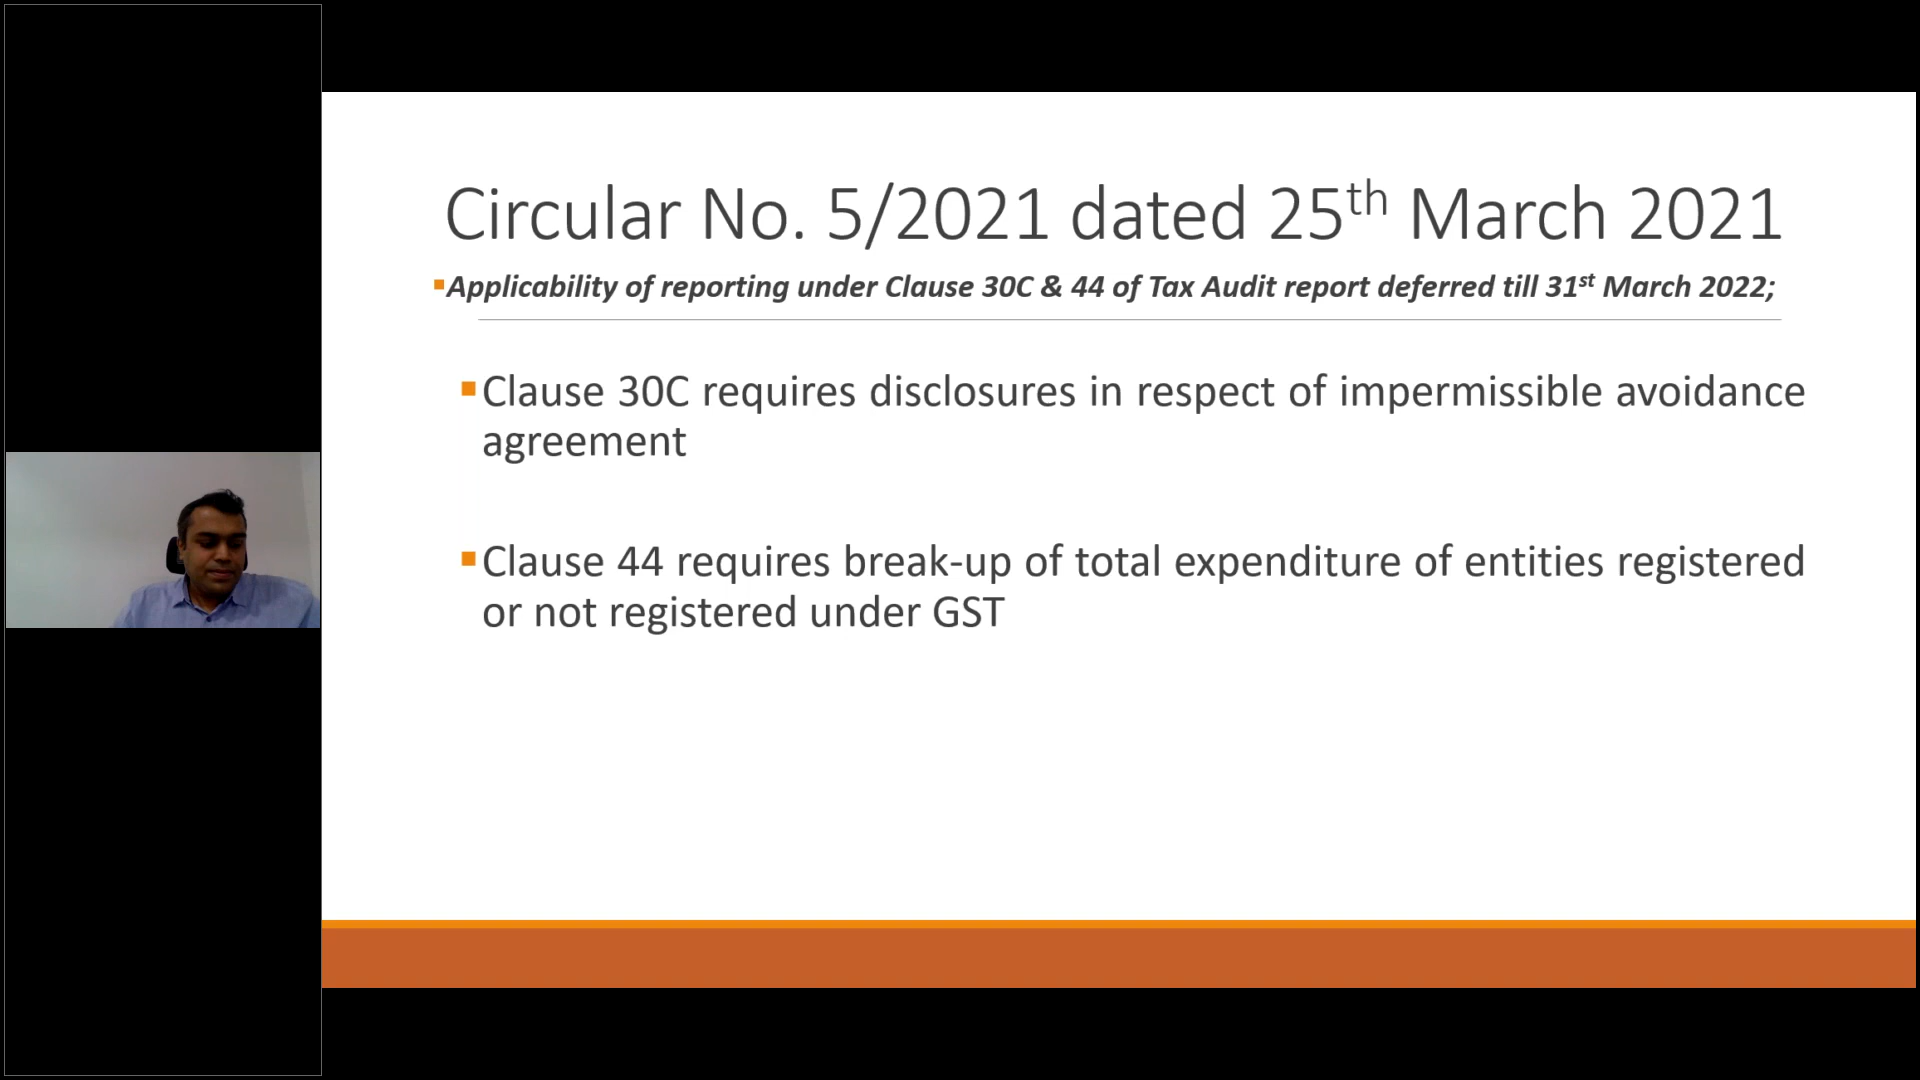 Circular No. 5/2021 dated 25th March 2021
▪Applicability of reporting under Clause 30C & 44 of Tax Audit report deferred till 31st March 2022;
▪Clause 30C requires disclosures in respect of impermissible avoidance
agreement
▪Clause 44 requires break-up of total expenditure of entities registered
or not registered under GST